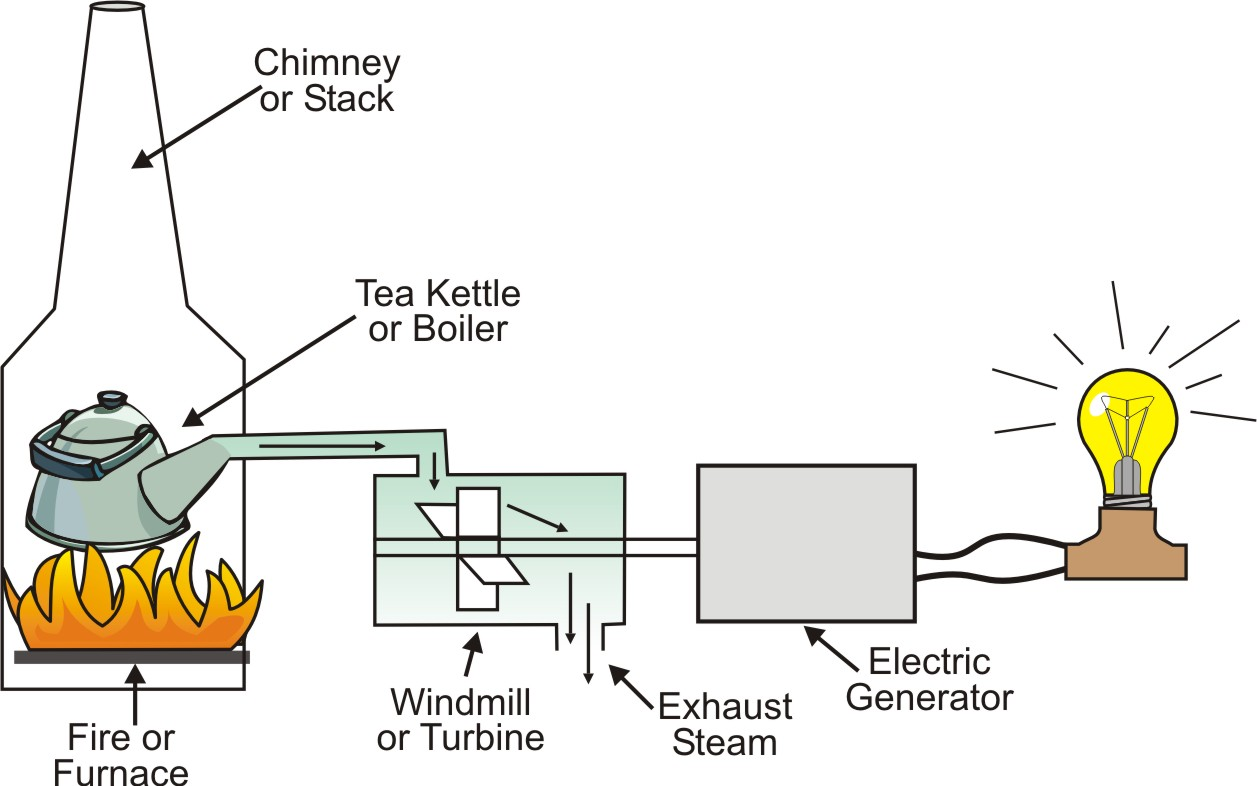 Chimney
or Stack
Tea Kettle
or Boiler
Electric
Generator
Windmill
or Turbine
Exhaust
Steam
Fire or
Furnace